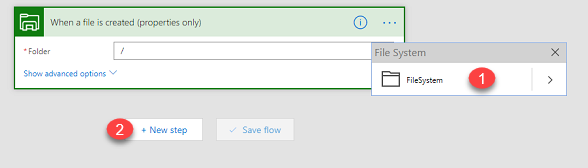 When a file is created (properties only)
* Folder
/
Show advanced options
File System
FileSystem
1
2
+ New step
Save flow